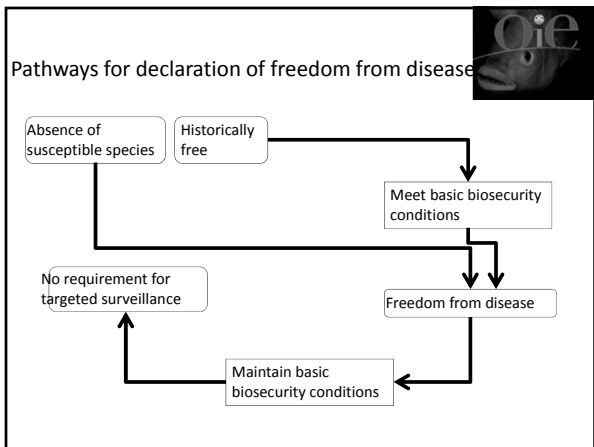 Oie
Pathways for declaration of freedom from disease
Absence of
susceptible species
Historically
free
Meet basic biosecurity
conditions
No requirement for
targeted surveillance
Freedom from disease
Maintain basic
biosecurity conditions